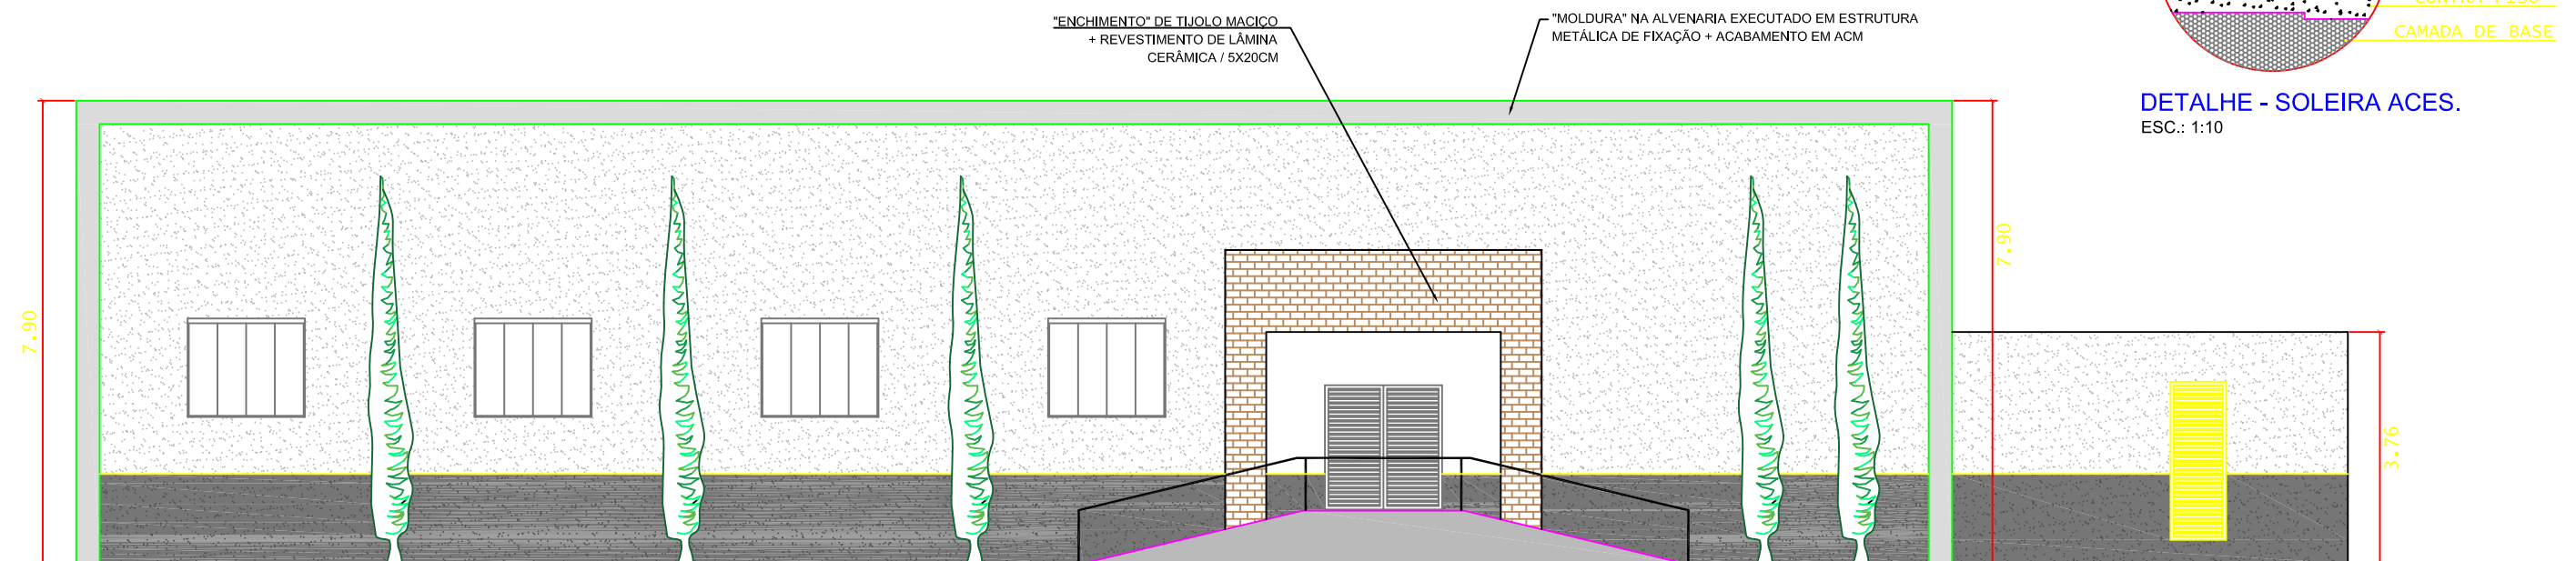 "ENCHIMENTO" DE TIJOLO MACIÇO
+ REVESTIMENTO DE LÂMINA
CERÂMICA / 5X20CM
"MOLDURA" NA ALVENARIA EXECUTADO EM ESTRUTURA
METÁLICA DE FIXAÇÃO + ACABAMENTO EM ACM
CAMADA DE BASE
DETALHE - SOLEIRA ACES.
ESC.: 1:10
7.90
7.90
3.76